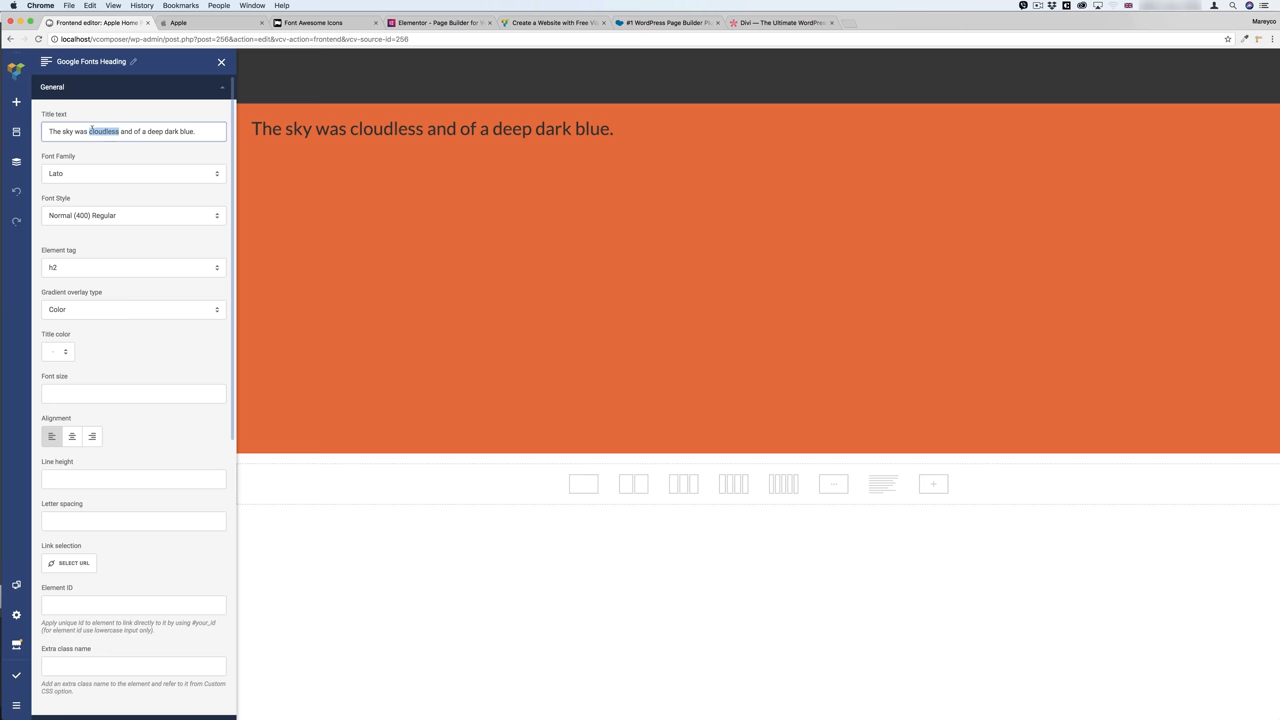 Chrome File Edit View History Bookmarks People Window Help Mareyco
Frontend editor: Apple Home
Apple
Font Awesome Icons
Elementor - Page Builder for
Create a Website with Free
#1 WordPress Page Builder
Divi — The Ultimate WordPres
localhost/vcomposer/wp-admin/post.php?post=256&action=edit&vcv-action=frontend&vcv-source-id=256
Google Fonts Heading
General
Title text
The sky was cloudless and of a deep dark blue.
Font Family
Lato
Font Style
Normal (400) Regular
Element tag
h2
Gradient overlay type
Color
Title color
Font size
Alignment
Line height
Letter spacing
Link selection
SELECT URL
Element ID
Apply unique Id to element to link directly to it by using #your_id
(for element id use lowercase input only).
Extra class name
Add an extra class name to the element and refer to it from Custom
CSS option.
The sky was cloudless and of a deep dark blue.